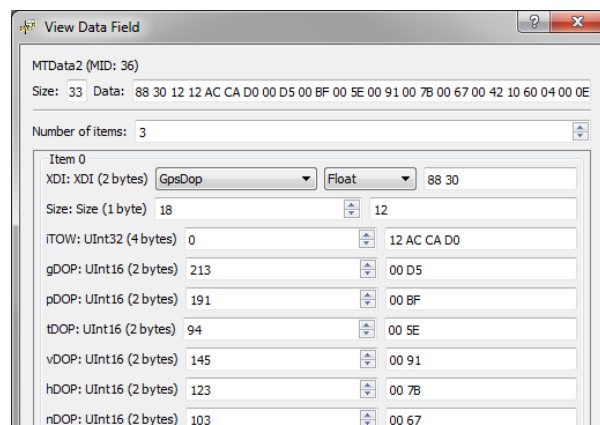 View Data Field
MTData2 (MID: 36)
Size: 33 Data: 88 30 12 12 AC CA D0 00 D5 00 BF 00 5E 00 91 00 7B 00 67 00 42 10 60 04 00 0E
Number of items: 3
Item 0
XDI: XDI (2 bytes) GpsDop Float 88 30
Size: Size (1 byte) 18 12
iTOW: UInt32 (4 bytes) 0 12 AC CA D0
gDOP: UInt16 (2 bytes) 213 00 D5
pDOP: UInt16 (2 bytes) 191 00 BF
tDOP: UInt16 (2 bytes) 94 00 5E
vDOP: UInt16 (2 bytes) 145 00 91
hDOP: UInt16 (2 bytes) 123 00 7B
nDOP: UInt16 (2 bytes) 103 00 67